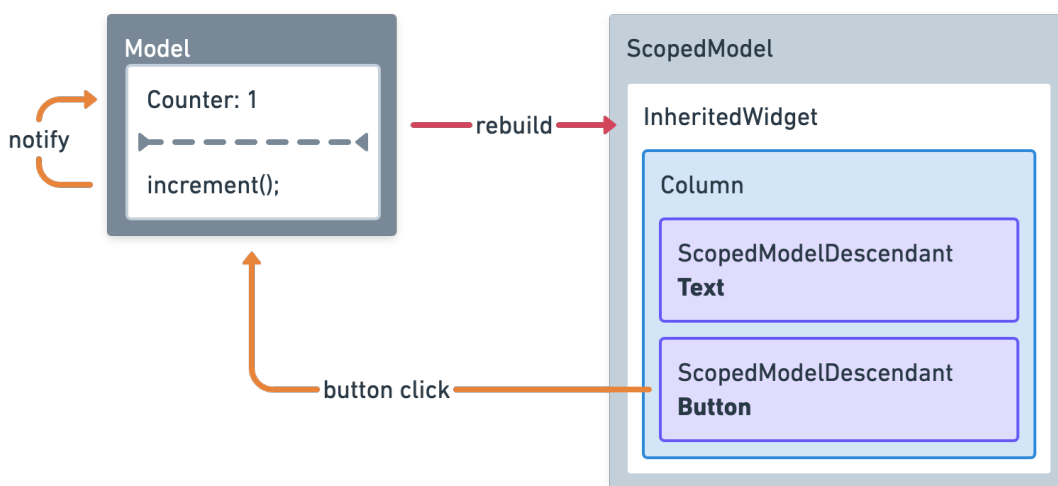 Model
Counter: 1
increment();
notify
rebuild
ScopedModel
InheritedWidget
Column
ScopedModelDescendant
Text
ScopedModelDescendant
Button
button click